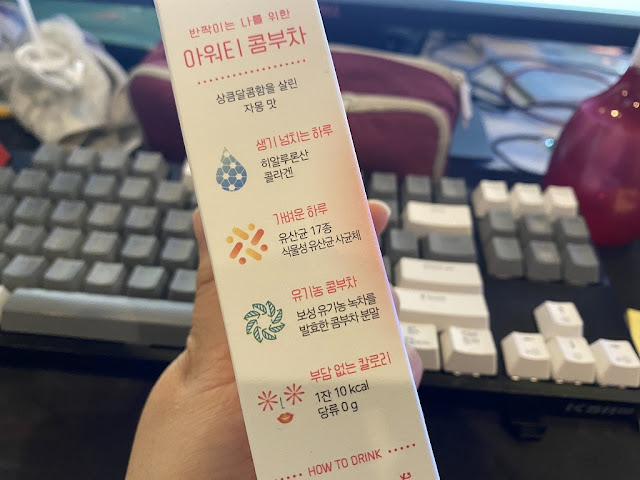 반짝이는 나를 위한
아워티 콤부차
상큼달콤함을 살린
자몽 맛
생기 넘치는 하루
히알루론산
콜라겐
가벼운 하루
유산균 17종
식물성 유산균 사균체
유기농 콤부차
보성 유기농 녹차를
발효한 콤부차 분말
부담 없는 칼로리
1잔 10 kcal
당류 0 g
HOW TO DRINK